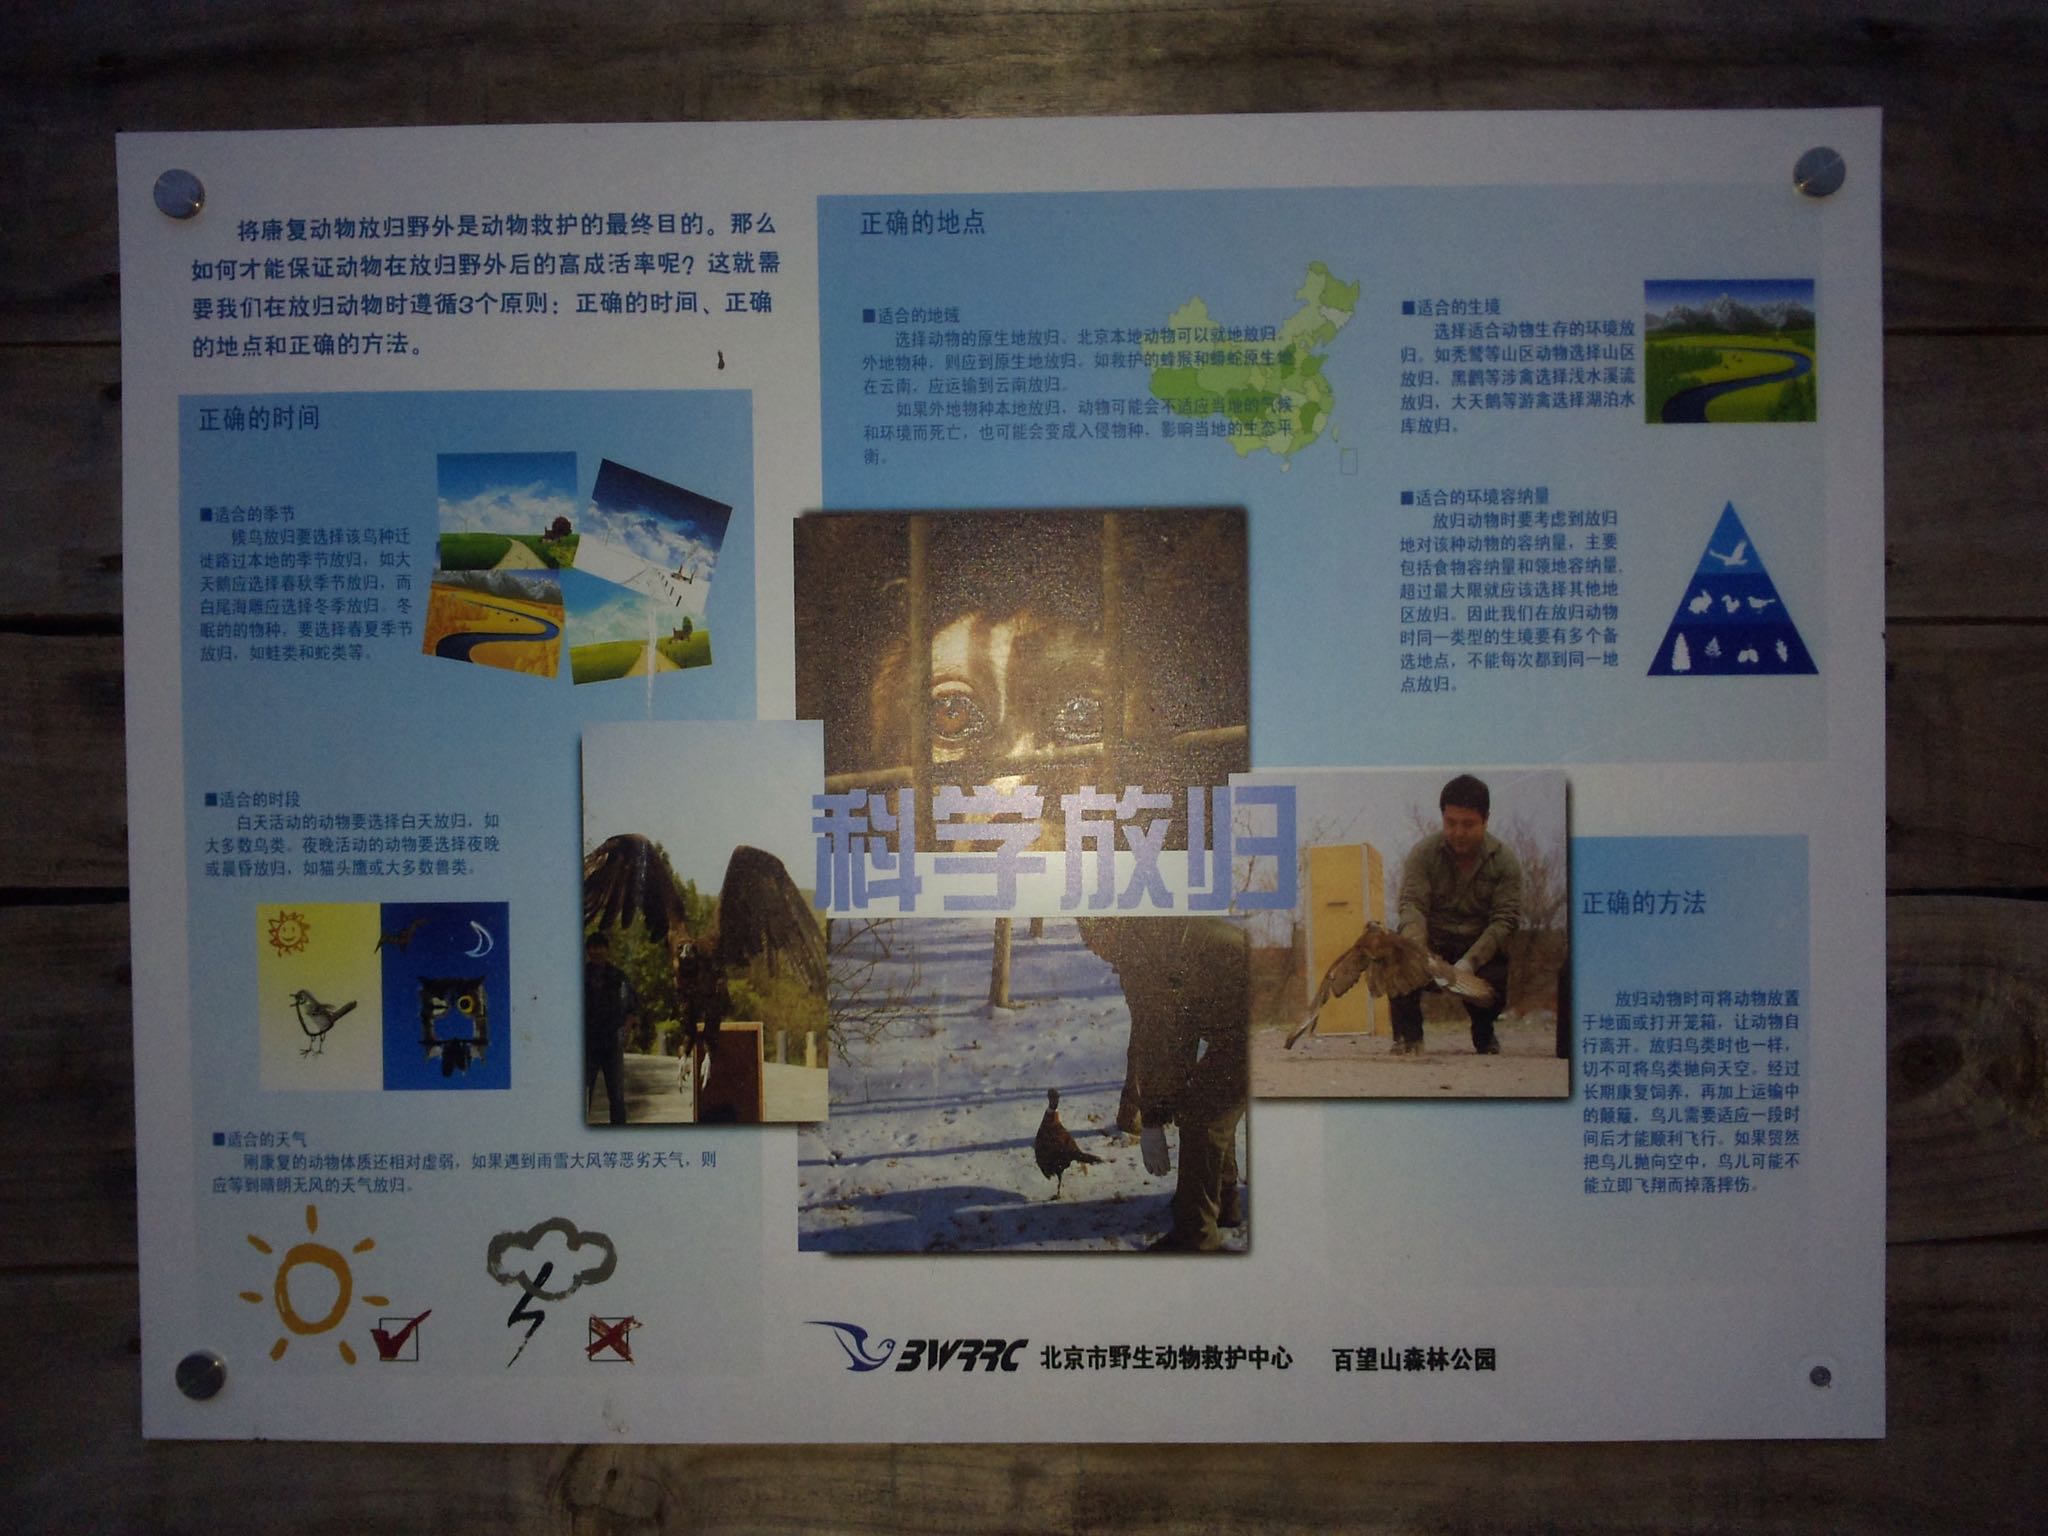 将康复动物放归野外是动物救护的最终目的。那么
如何才能保证动物在放归野外后的高成活率呢？这就需
要我们在放归动物时遵循3个原则：正确的时间、正确
的地点和正确的方法。
正确的时间
■适合的季节
候鸟放归要选择该鸟种迁
徙路过本地的季节放归，如大
天鹅应选择春秋季节放归，而
白尾海雕应选择冬季放归。冬
眠的的物种，要选择春夏季节
放归，如蛙类和蛇类等。
■适合的时段
白天活动的动物要选择白天放归，如
大多数鸟类。夜晚活动的动物要选择夜晚
或晨昏放归，如猫头鹰或大多数兽类。
■适合的天气
刚康复的动物体质还相对虚弱，如果遇到雨雪大风等恶劣天气，则
应等到晴朗无风的天气放归。
正确的地点
■适合的地域
选择动物的原生地放归。北京本地动物可以就地放归。
外地物种，则应到原生地放归。如救护的蜂猴和蟒蛇原生地
在云南，应运输到云南放归。
如果外地物种本地放归，动物可能会不适应当地的气候
和环境而死亡，也可能会变成入侵物种，影响当地的生态平
衡。
■适合的生境
选择适合动物生存的环境放
归。如秃鹫等山区动物选择山区
放归，黑鹳等涉禽选择浅水溪流
放归，大天鹅等游禽选择湖泊水
库放归。
■适合的环境容纳量
放归动物时要考虑到放归
地对该种动物的容纳量，主要
包括食物容纳量和领地容纳量，
超过最大限就应该选择其他地
区放归。因此我们在放归动物
时同一类型的生境要有多个备
选地点，不能每次都到同一地
点放归。
科学放归
正确的方法
放归动物时可将动物放置
于地面或打开笼箱，让动物自
行离开。放归鸟类时也一样，
切不可将鸟类抛向天空。经过
长期康复饲养，再加上运输中
的颠簸，鸟儿需要适应一段时
间后才能顺利飞行。如果贸然
把鸟儿抛向空中，鸟儿可能不
能立即飞翔而掉落摔伤。
BWRRC 北京市野生动物救护中心 百望山森林公园